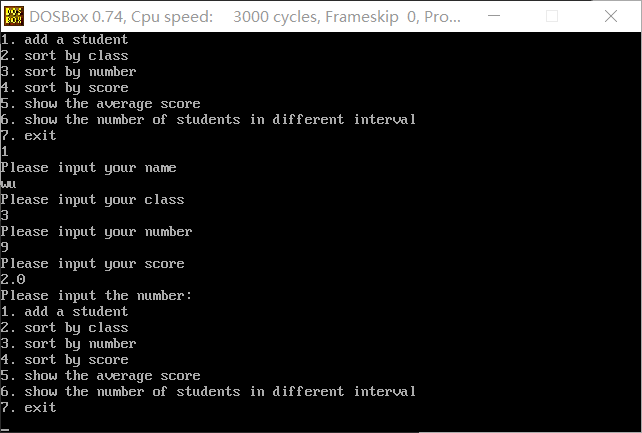 DOS
BOX
DOSBox 0.74, Cpu speed: 3000 cycles, Frameskip 0, Pro...
1. add a student
2. sort by class
3. sort by number
4. sort by score
5. show the average score
6. show the number of students in different interval
7. exit
1
Please input your name
wu
Please input your class
3
Please input your number
9
Please input your score
2.0
Please input the number:
1. add a student
2. sort by class
3. sort by number
4. sort by score
5. show the average score
6. show the number of students in different interval
7. exit
_